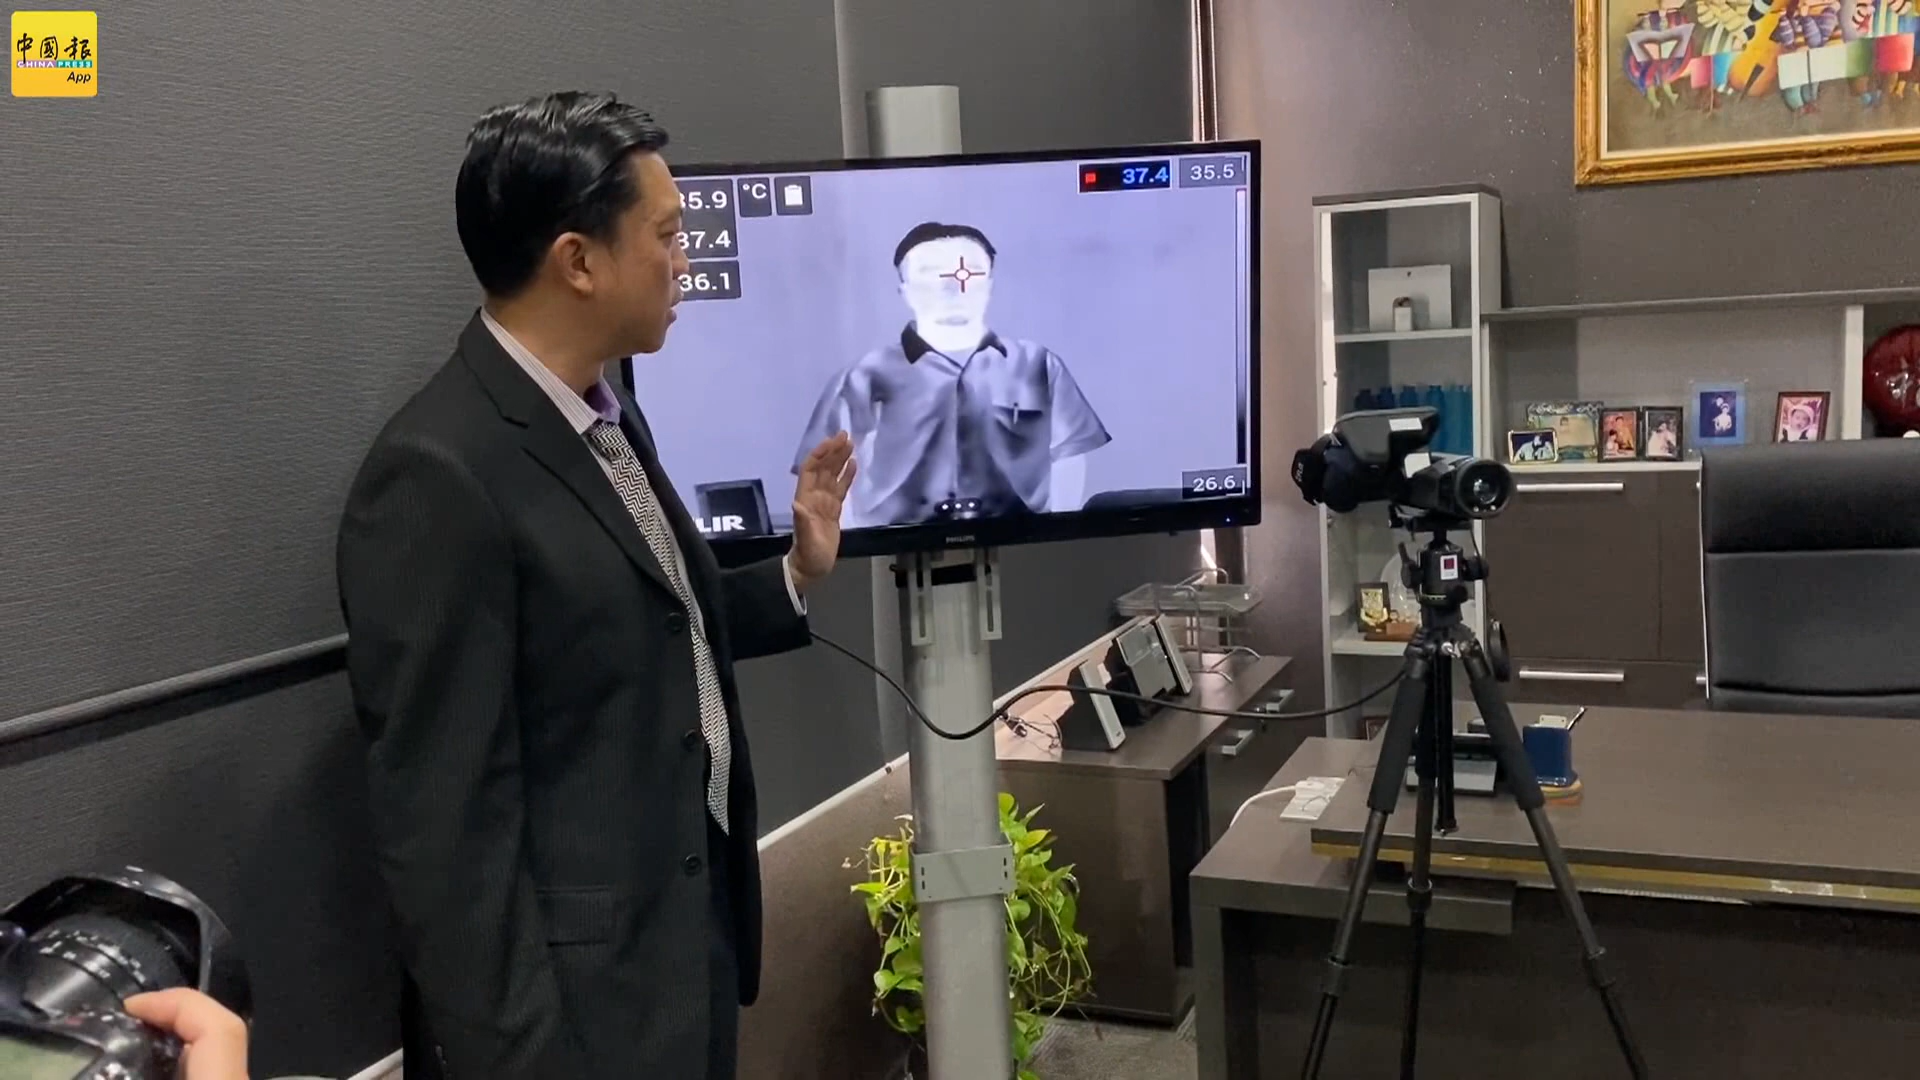 中國報
CHINA PRESS
App
35.9
°C
37.4
36.1
37.4
35.5
26.6
LIR
PHILIPS